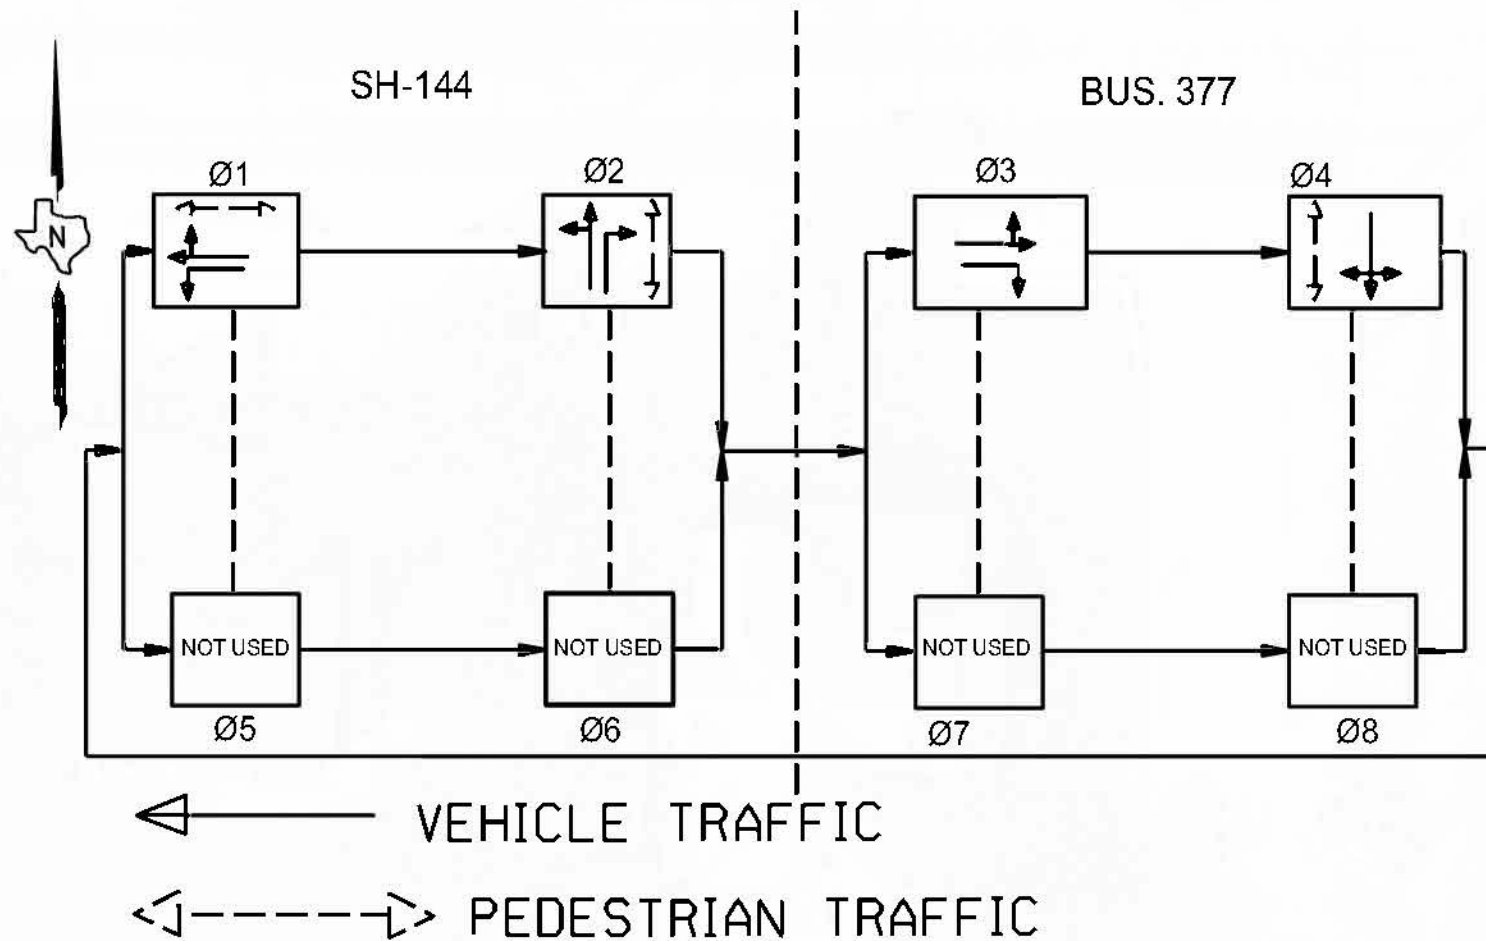 SH-144
BUS. 377
Ø1
Ø2
Ø3
Ø4
N
NOT USED
NOT USED
NOT USED
NOT USED
Ø5
Ø6
Ø7
Ø8
VEHICLE TRAFFIC
PEDESTRIAN TRAFFIC